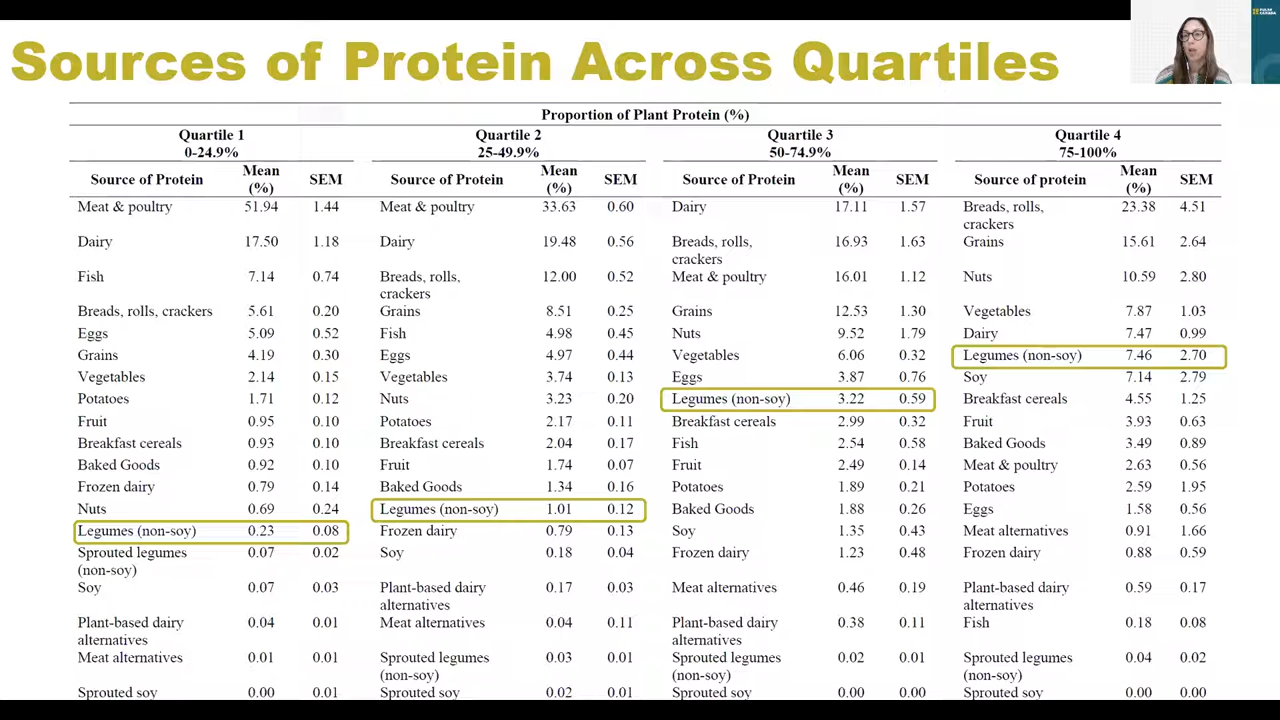 PULSE CANADA
Sources of Protein Across Quartiles
Proportion of Plant Protein (%)
Quartile 1 Quartile 2 Quartile 3 Quartile 4
0-24.9% 25-49.9% 50-74.9% 75-100%
Source of Protein Mean (%) SEM Source of Protein Mean (%) SEM Source of Protein Mean (%) SEM Source of protein Mean (%) SEM
Meat & poultry 51.94 1.44 Meat & poultry 33.63 0.60 Dairy 17.11 1.57 Breads, rolls, crackers 23.38 4.51
Dairy 17.50 1.18 Dairy 19.48 0.56 Breads, rolls, crackers 16.93 1.63 Grains 15.61 2.64
Fish 7.14 0.74 Breads, rolls, crackers 12.00 0.52 Meat & poultry 16.01 1.12 Nuts 10.59 2.80
Breads, rolls, crackers 5.61 0.20 Grains 8.51 0.25 Grains 12.53 1.30 Vegetables 7.87 1.03
Eggs 5.09 0.52 Fish 4.98 0.45 Nuts 9.52 1.79 Dairy 7.47 0.99
Grains 4.19 0.30 Eggs 4.97 0.44 Vegetables 6.06 0.32 Legumes (non-soy) 7.46 2.70
Vegetables 2.14 0.15 Vegetables 3.74 0.13 Eggs 3.87 0.76 Soy 7.14 2.79
Potatoes 1.71 0.12 Nuts 3.23 0.20 Legumes (non-soy) 3.22 0.59 Breakfast cereals 4.55 1.25
Fruit 0.95 0.10 Potatoes 2.17 0.11 Breakfast cereals 2.99 0.32 Fruit 3.93 0.63
Breakfast cereals 0.93 0.10 Breakfast cereals 2.04 0.17 Fish 2.54 0.58 Baked Goods 3.49 0.89
Baked Goods 0.92 0.10 Fruit 1.74 0.07 Fruit 2.49 0.14 Meat & poultry 2.63 0.56
Frozen dairy 0.79 0.14 Baked Goods 1.34 0.16 Potatoes 1.89 0.21 Potatoes 2.59 1.95
Nuts 0.69 0.24 Legumes (non-soy) 1.01 0.12 Baked Goods 1.88 0.26 Eggs 1.58 0.56
Legumes (non-soy) 0.23 0.08 Frozen dairy 0.79 0.13 Soy 1.35 0.43 Meat alternatives 0.91 1.66
Sprouted legumes (non-soy) 0.07 0.02 Soy 0.18 0.04 Frozen dairy 1.23 0.48 Frozen dairy 0.88 0.59
Soy 0.07 0.03 Plant-based dairy alternatives 0.17 0.03 Meat alternatives 0.46 0.19 Plant-based dairy alternatives 0.59 0.17
Plant-based dairy alternatives 0.04 0.01 Meat alternatives 0.04 0.11 Plant-based dairy alternatives 0.38 0.11 Fish 0.18 0.08
Meat alternatives 0.01 0.01 Sprouted legumes (non-soy) 0.03 0.01 Sprouted legumes (non-soy) 0.02 0.01 Sprouted legumes (non-soy) 0.04 0.02
Sprouted soy 0.00 0.01 Sprouted soy 0.02 0.01 Sprouted soy 0.00 0.00 Sprouted soy 0.00 0.00